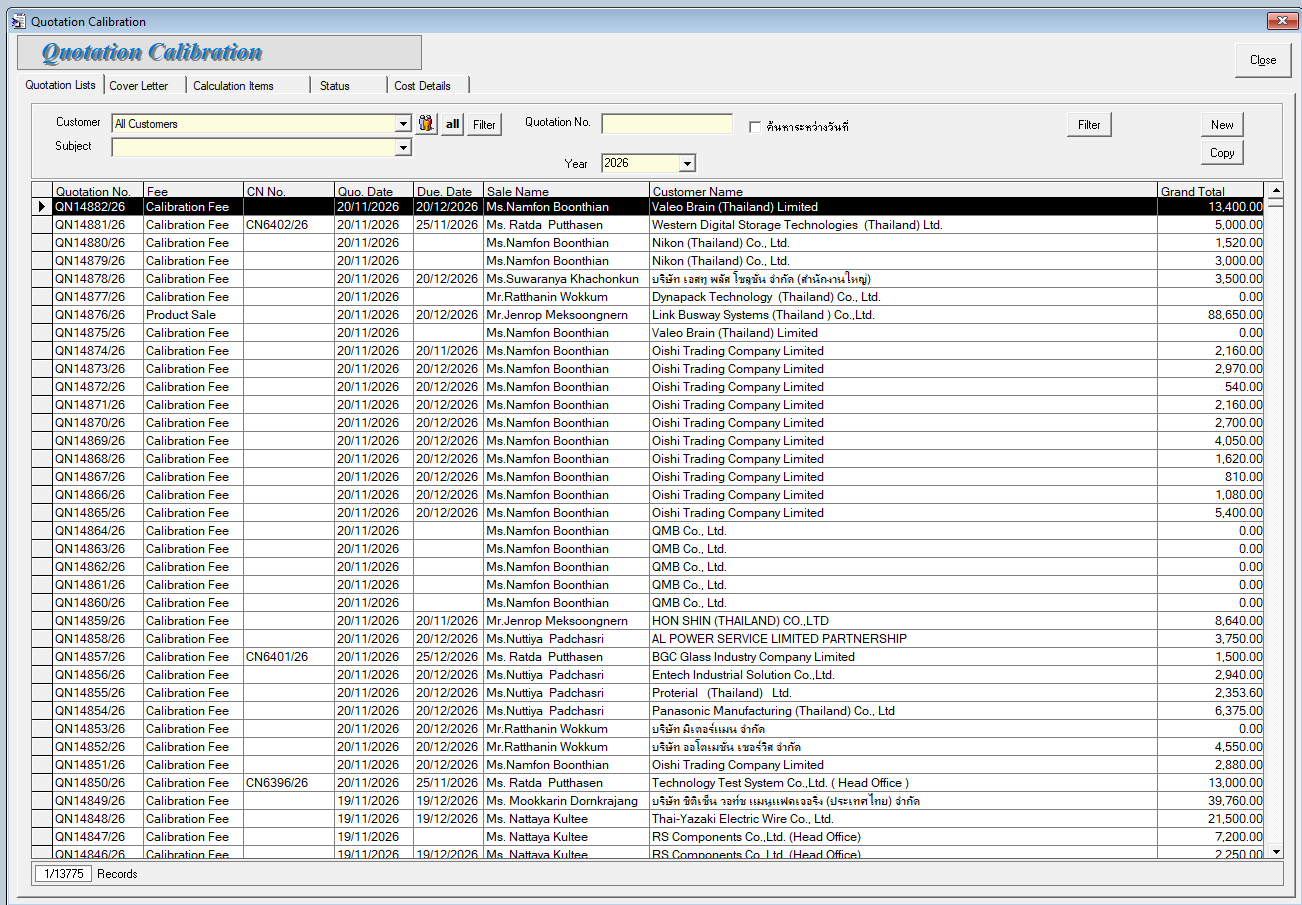 Quotation Calibration
Quotation Calibration
Close
Quotation Lists Cover Letter Calculation Items Status Cost Details
Customer All Customers all Filter Quotation No. ค้นหาระหว่างวันที่ Filter New
Subject Copy
Year 2026
Quotation No. Fee CN No. Quo. Date Due. Date Sale Name Customer Name Grand Total
QN14882/26 Calibration Fee 20/11/2026 20/12/2026 Ms.Namfon Boonthian Valeo Brain (Thailand) Limited 13,400.00
QN14881/26 Calibration Fee CN6402/26 20/11/2026 25/11/2026 Ms. Ratda Putthasen Western Digital Storage Technologies (Thailand) Ltd. 5,000.00
QN14880/26 Calibration Fee 20/11/2026 Ms.Namfon Boonthian Nikon (Thailand) Co., Ltd. 1,520.00
QN14879/26 Calibration Fee 20/11/2026 Ms.Namfon Boonthian Nikon (Thailand) Co., Ltd. 3,000.00
QN14878/26 Calibration Fee 20/11/2026 20/12/2026 Ms.Suwaranya Khachonkun บริษัท เอสทู พลัส โซลูชั่น จำกัด (สำนักงานใหญ่) 3,500.00
QN14877/26 Calibration Fee 20/11/2026 Mr.Ratthanin Wokkum Dynapack Technology (Thailand) Co., Ltd. 0.00
QN14876/26 Product Sale 20/11/2026 20/12/2026 Mr.Jenrop Meksoongnern Link Busway Systems (Thailand ) Co.,Ltd. 88,650.00
QN14875/26 Calibration Fee 20/11/2026 Ms.Namfon Boonthian Valeo Brain (Thailand) Limited 0.00
QN14874/26 Calibration Fee 20/11/2026 20/11/2026 Ms.Namfon Boonthian Oishi Trading Company Limited 2,160.00
QN14873/26 Calibration Fee 20/11/2026 20/12/2026 Ms.Namfon Boonthian Oishi Trading Company Limited 2,970.00
QN14872/26 Calibration Fee 20/11/2026 20/12/2026 Ms.Namfon Boonthian Oishi Trading Company Limited 540.00
QN14871/26 Calibration Fee 20/11/2026 20/12/2026 Ms.Namfon Boonthian Oishi Trading Company Limited 2,160.00
QN14870/26 Calibration Fee 20/11/2026 20/12/2026 Ms.Namfon Boonthian Oishi Trading Company Limited 2,700.00
QN14869/26 Calibration Fee 20/11/2026 20/12/2026 Ms.Namfon Boonthian Oishi Trading Company Limited 4,050.00
QN14868/26 Calibration Fee 20/11/2026 20/12/2026 Ms.Namfon Boonthian Oishi Trading Company Limited 1,620.00
QN14867/26 Calibration Fee 20/11/2026 20/12/2026 Ms.Namfon Boonthian Oishi Trading Company Limited 810.00
QN14866/26 Calibration Fee 20/11/2026 20/12/2026 Ms.Namfon Boonthian Oishi Trading Company Limited 1,080.00
QN14865/26 Calibration Fee 20/11/2026 20/12/2026 Ms.Namfon Boonthian Oishi Trading Company Limited 5,400.00
QN14864/26 Calibration Fee 20/11/2026 Ms.Namfon Boonthian QMB Co., Ltd. 0.00
QN14863/26 Calibration Fee 20/11/2026 Ms.Namfon Boonthian QMB Co., Ltd. 0.00
QN14862/26 Calibration Fee 20/11/2026 Ms.Namfon Boonthian QMB Co., Ltd. 0.00
QN14861/26 Calibration Fee 20/11/2026 Ms.Namfon Boonthian QMB Co., Ltd. 0.00
QN14860/26 Calibration Fee 20/11/2026 Ms.Namfon Boonthian QMB Co., Ltd. 0.00
QN14859/26 Calibration Fee 20/11/2026 20/11/2026 Mr.Jenrop Meksoongnern HON SHIN (THAILAND) CO.,LTD 8,640.00
QN14858/26 Calibration Fee 20/11/2026 20/12/2026 Ms.Nuttiya Padchasri AL POWER SERVICE LIMITED PARTNERSHIP 3,750.00
QN14857/26 Calibration Fee CN6401/26 20/11/2026 25/12/2026 Ms. Ratda Putthasen BGC Glass Industry Company Limited 1,500.00
QN14856/26 Calibration Fee 20/11/2026 20/12/2026 Ms.Nuttiya Padchasri Entech Industrial Solution Co.,Ltd. 2,940.00
QN14855/26 Calibration Fee 20/11/2026 20/12/2026 Ms.Nuttiya Padchasri Proterial (Thailand) Ltd. 2,353.60
QN14854/26 Calibration Fee 20/11/2026 20/12/2026 Ms.Nuttiya Padchasri Panasonic Manufacturing (Thailand) Co., Ltd 6,375.00
QN14853/26 Calibration Fee 20/11/2026 20/12/2026 Mr.Ratthanin Wokkum บริษัท มิเตอร์แมน จำกัด 0.00
QN14852/26 Calibration Fee 20/11/2026 20/12/2026 Mr.Ratthanin Wokkum บริษัท ออโตเมชั่น เซอร์วิส จำกัด 4,550.00
QN14851/26 Calibration Fee 20/11/2026 20/12/2026 Ms.Namfon Boonthian Oishi Trading Company Limited 2,880.00
QN14850/26 Calibration Fee CN6396/26 20/11/2026 25/11/2026 Ms. Ratda Putthasen Technology Test System Co.,Ltd. ( Head Office ) 13,000.00
QN14849/26 Calibration Fee 19/11/2026 19/12/2026 Ms. Mookkarin Dornkrajang บริษัท ซิติเซ็น วอทช์ แมนูแฟคเจอริ่ง (ประเทศไทย) จำกัด 39,760.00
QN14848/26 Calibration Fee 19/11/2026 19/12/2026 Ms. Nattaya Kultee Thai-Yazaki Electric Wire Co., Ltd. 21,500.00
QN14847/26 Calibration Fee 19/11/2026 Ms. Nattaya Kultee RS Components Co.,Ltd. (Head Office) 7,200.00
QN14846/26 Calibration Fee 19/11/2026 19/12/2026 Ms. Nattaya Kultee RS Components Co.,Ltd. (Head Office) 2,250.00
1/13775 Records